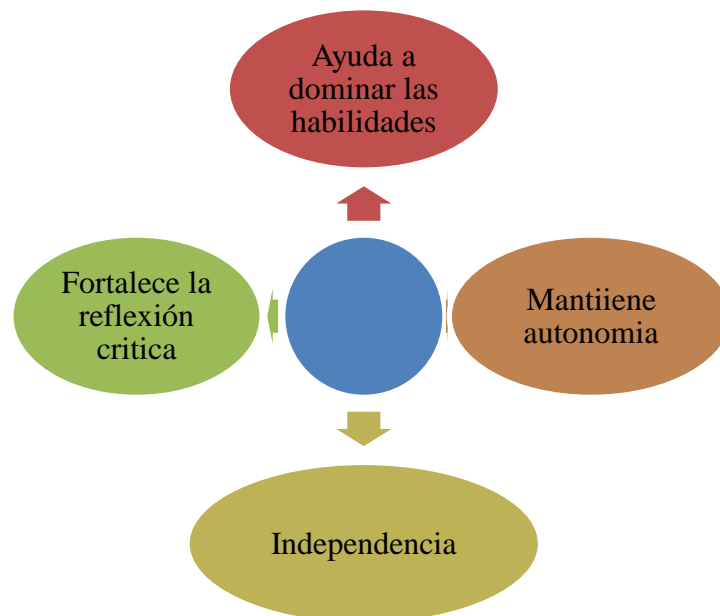 Ayuda a
dominar las
habilidades
Fortalece la
reflexión
critica
Mantiiene
autonomia
Independencia